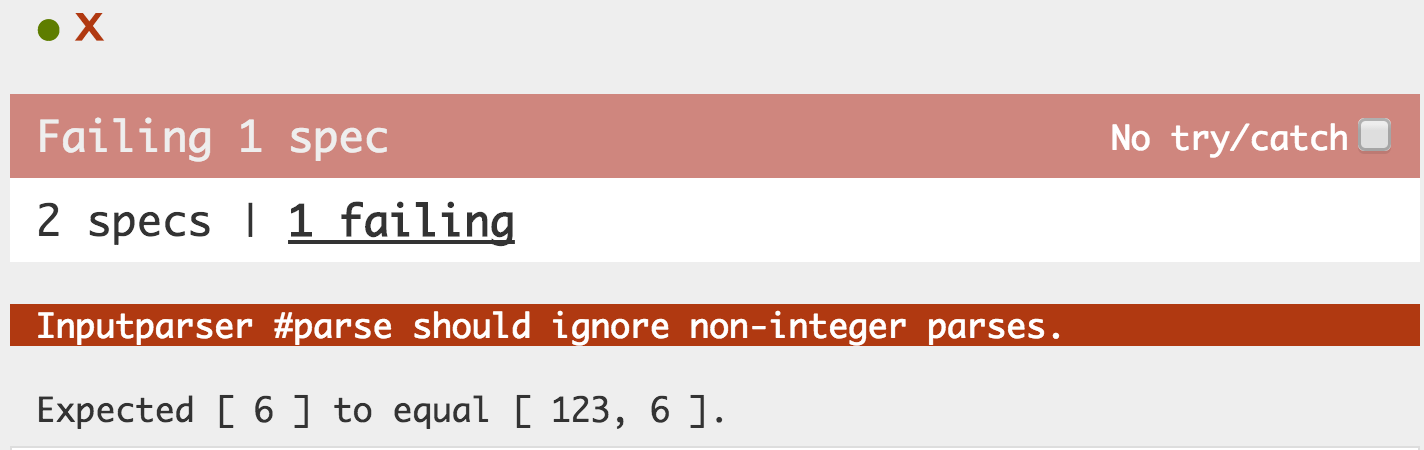 ● X
Failing 1 spec No try/catch
2 specs | 1 failing
Inputparser #parse should ignore non-integer parses.
Expected [ 6 ] to equal [ 123, 6 ].